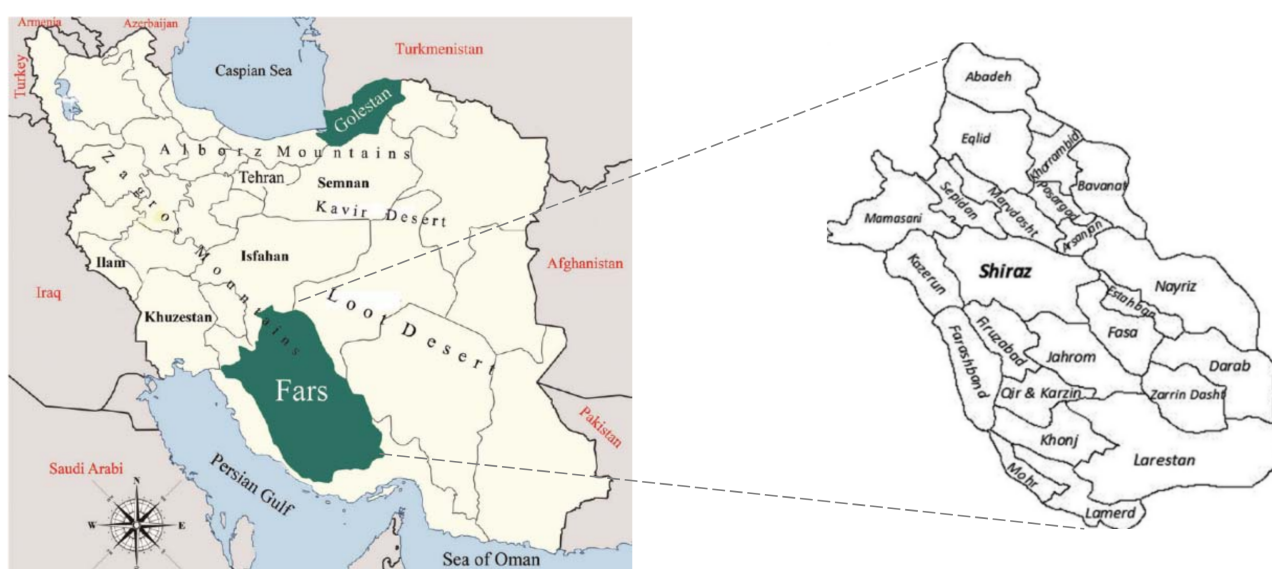 Armenia
Azerbaijan
Turkey
Caspian Sea
Turkmenistan
Golestan
Alborz Mountains
Tehran
Semnan
Kavir Desert
Zagros Mountains
Isfahan
Ilam
Iraq
Khuzestan
Loot Desert
Afghanistan
Fars
Pakistan
Saudi Arabi
Persian Gulf
Sea of Oman
N
W
E
S
Abadeh
Eqlid
Khorrambid
Bavanat
Pasargad
Sepidan
Marvdasht
Mamasani
Arsanjan
Kazerun
Shiraz
Nayriz
Estahban
Fasa
Firuzabad
Jahrom
Farashband
Darab
Qir & Karzin
Zarrin Dasht
Khonj
Larestan
Mohr
Lamerd